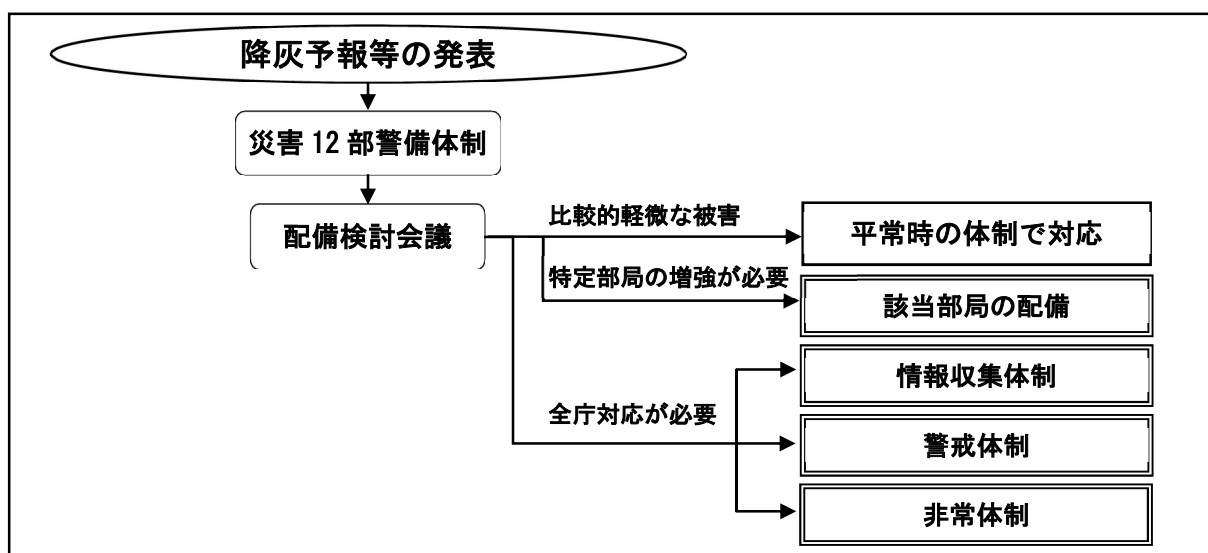 降灰予報等の発表
災害 12 部警備体制
配備検討会議
比較的軽微な被害
平常時の体制で対応
特定部局の増強が必要
該当部局の配備
情報収集体制
全庁対応が必要
警戒体制
非常体制